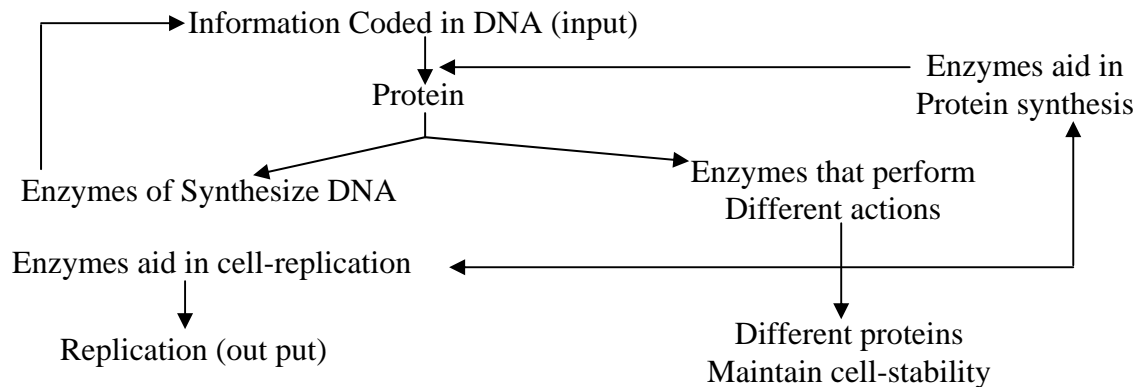 Information Coded in DNA (input)
Enzymes aid in
Protein synthesis
Protein
Enzymes of Synthesize DNA
Enzymes that perform
Different actions
Enzymes aid in cell-replication
Replication (out put)
Different proteins
Maintain cell-stability